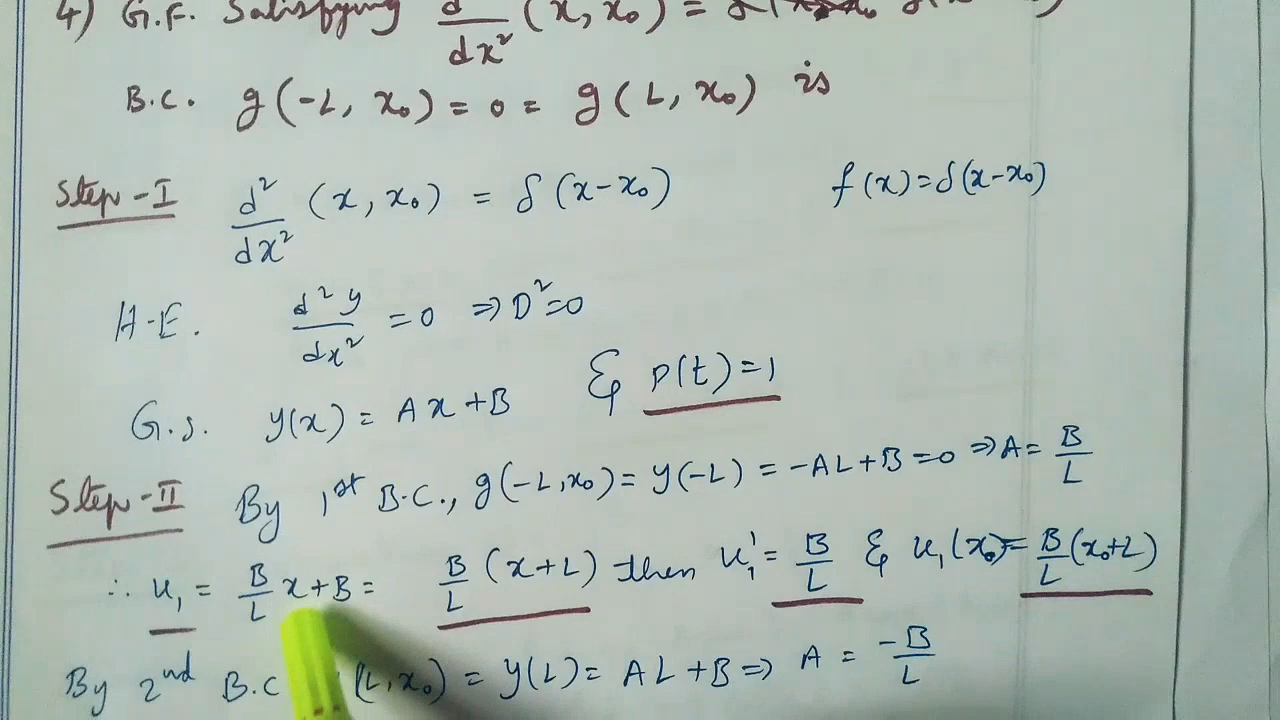 4) G.F. Satisfying d/dx² (x, x₀) =
B.C. g(-L, x₀) = 0 = g(L, x₀) is
Step-I d²/dx² (x, x₀) = δ(x-x₀) f(x)=δ(x-x₀)
H-E. d²y/dx² = 0 ⇒ D²=0
G.S. y(x) = Ax+B & p(t)=1
Step-II By 1st B.C., g(-L,x₀) = y(-L) = -AL+B=0 ⇒ A= B/L
∴ u₁ = B/L x+B = B/L (x+L) then u₁' = B/L & u₁(x₀)= B/L (x₀+L)
By 2nd B.C (L,x₀) = y(L)= AL+B ⇒ A = -B/L